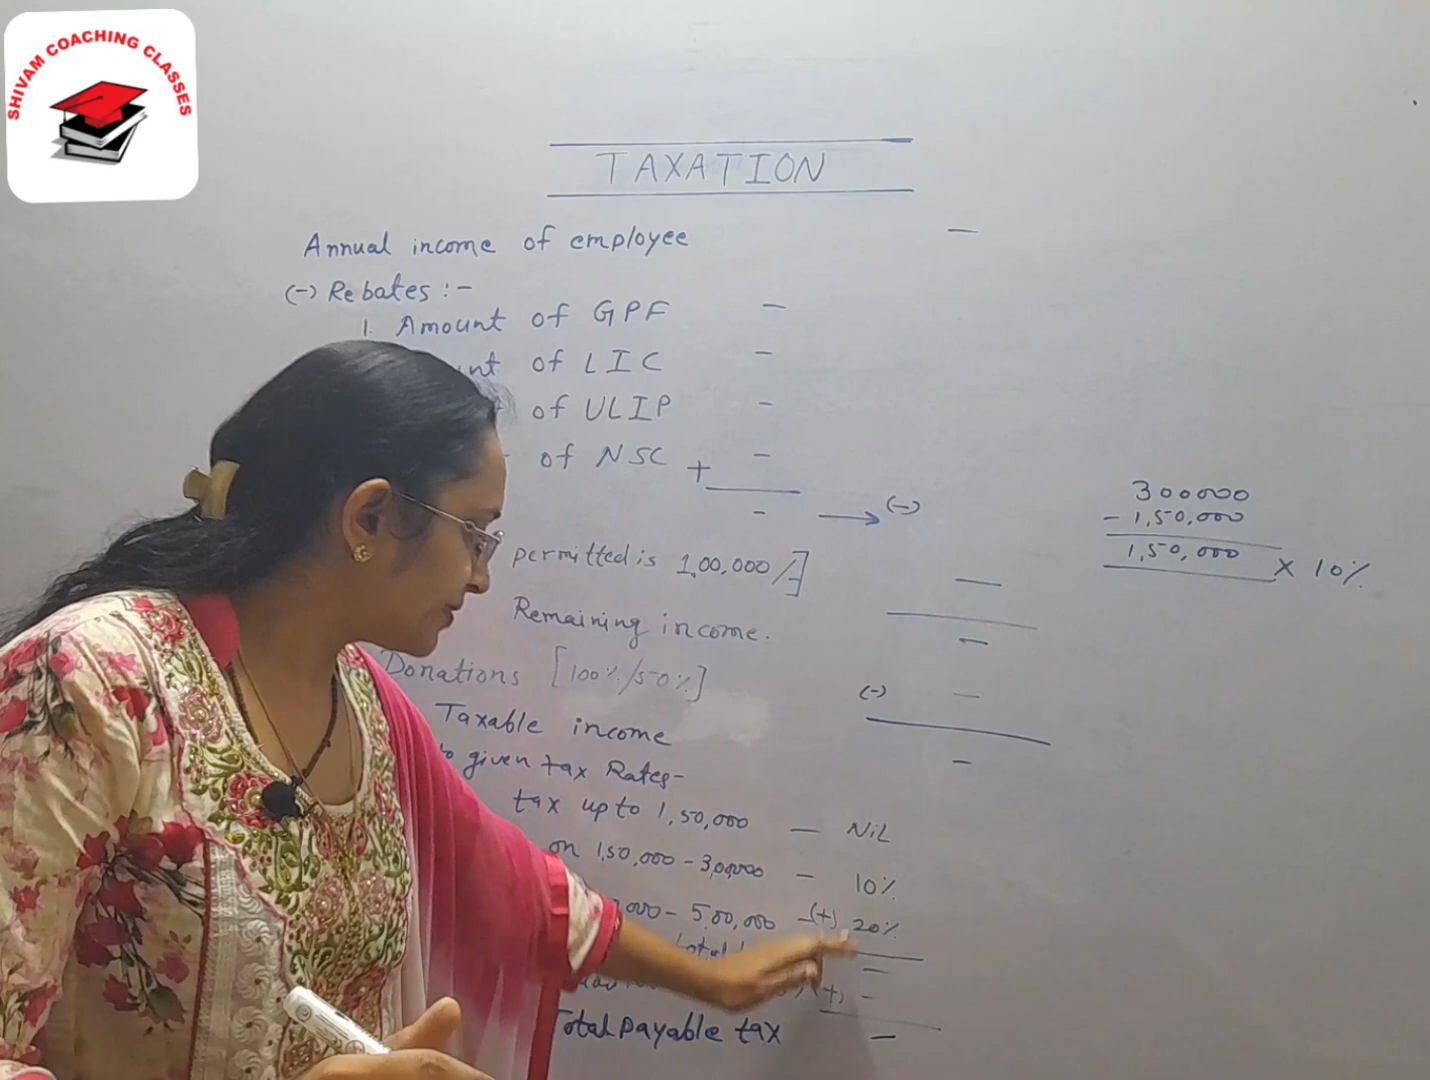 SHIVAM COACHING CLASSES
TAXATION
Annual income of employee —
(-) Rebates :-
1. Amount of GPF —
of LIC -
of ULIP -
of NSC + -
- → (-)
permitted is 1,00,000/-] —
Remaining income. —
Donations [100%/50%] (-) —
Taxable income -
given tax Rates-
tax up to 1,50,000 — NiL
on 1,50,000 - 3,00,000 - 10%
000 - 5,00,000 -(+) 20%
-
(+) -
Total payable tax —
300000
- 1,50,000
1,50,000 x 10%